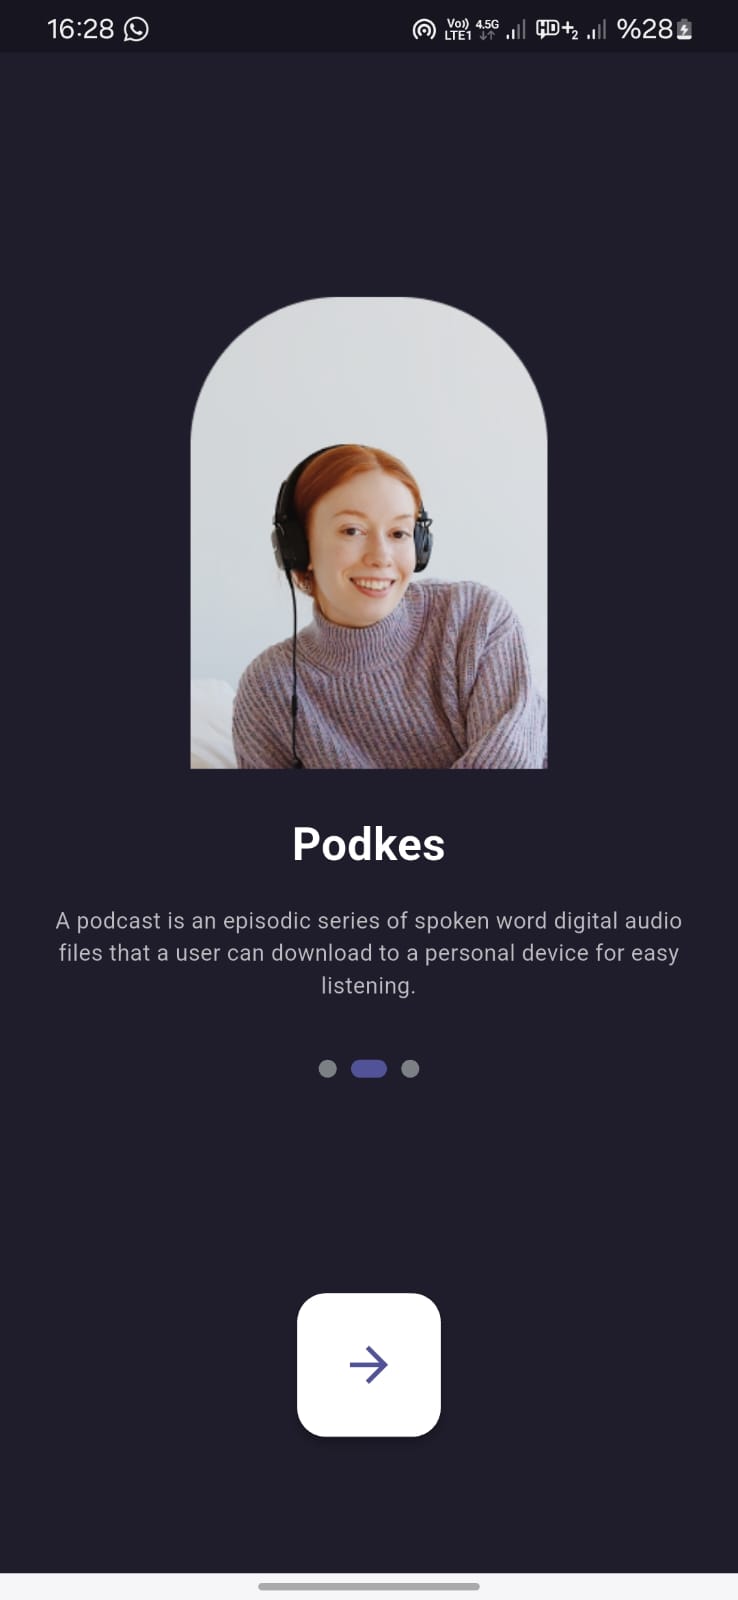 16:28 Vo)) LTE1 4.5G HD+2 %28
Podkes
A podcast is an episodic series of spoken word digital audio
files that a user can download to a personal device for easy
listening.